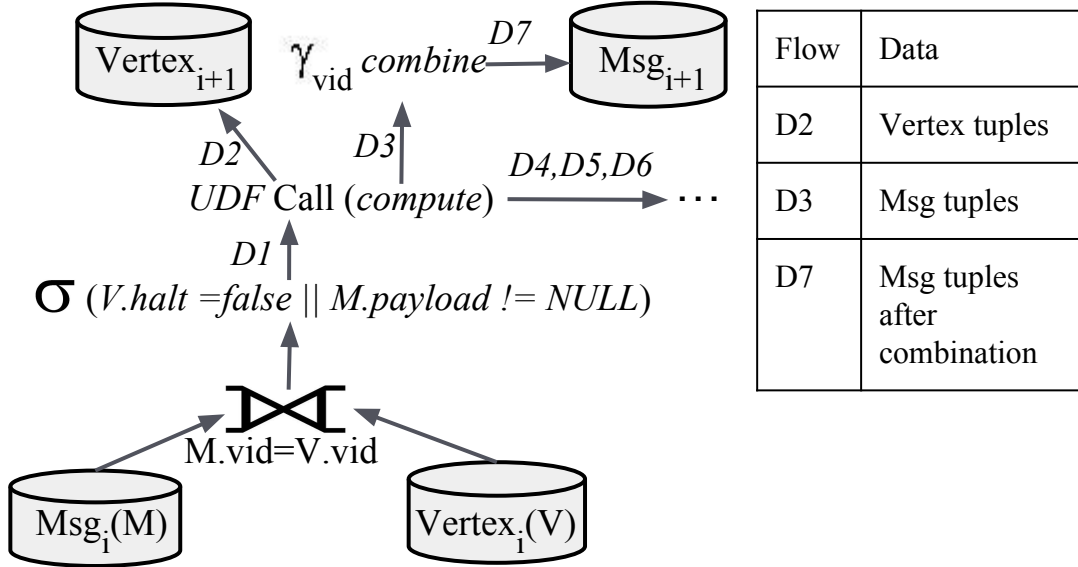 Vertex_{i+1}
γ_{vid} combine
D7
Msg_{i+1}
D2
D3
D4,D5,D6
UDF Call (compute)
...
D1
σ (V.halt =false || M.payload != NULL)
M.vid=V.vid
Msg_i(M)
Vertex_i(V)
Flow Data
D2 Vertex tuples
D3 Msg tuples
D7 Msg tuples
after
combination